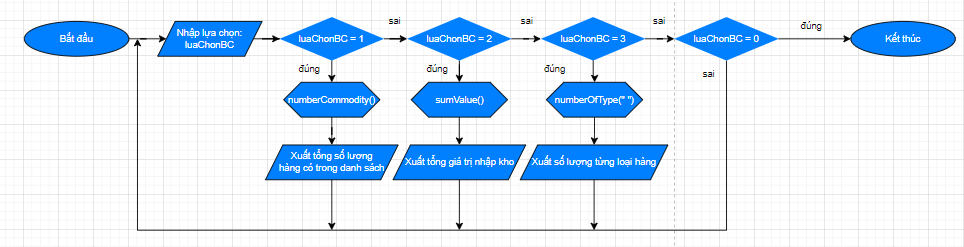 Bắt đầu
Nhập lựa chọn:
luaChonBC
luaChonBC = 1
sai
luaChonBC = 2
sai
luaChonBC = 3
sai
luaChonBC = 0
đúng
Kết thúc
đúng
đúng
đúng
sai
numberCommodity()
sumValue()
numberOfType(" ")
Xuất tổng số lượng
hàng có trong danh sách
Xuất tổng giá trị nhập kho
Xuất số lượng từng loại hàng